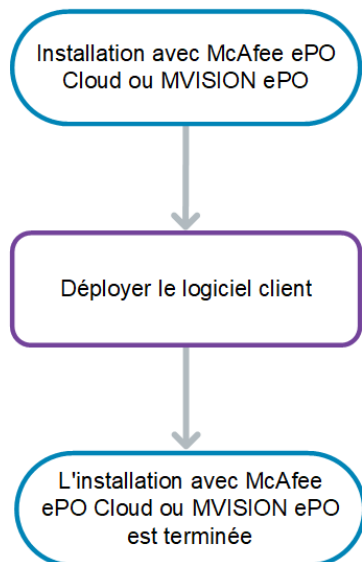 Installation avec McAfee ePO
Cloud ou MVISION ePO
Déployer le logiciel client
L'installation avec McAfee
ePO Cloud ou MVISION ePO
est terminée